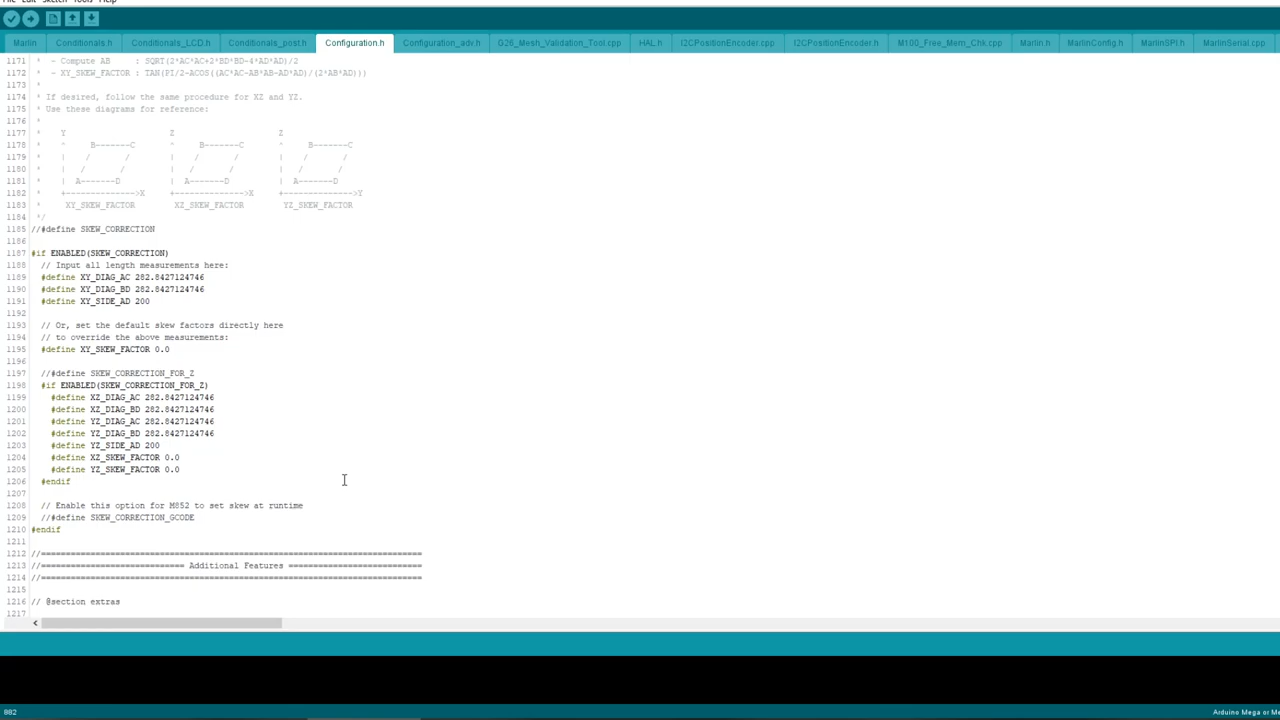 File Edit Sketch Tools Help
Marlin Conditionals.h Conditionals_LCD.h Conditionals_post.h Configuration.h Configuration_adv.h G26_Mesh_Validation_Tool.cpp HAL.h I2CPositionEncoder.cpp I2CPositionEncoder.h M100_Free_Mem_Chk.cpp Marlin.h MarlinConfig.h MarlinSPI.h MarlinSerial.cpp
1171 * - Compute AB : SQRT(2*AC*AC+2*BD*BD-4*AD*AD)/2
1172 * - XY_SKEW_FACTOR : TAN(PI/2-ACOS((AC*AC-AB*AB-AD*AD)/(2*AB*AD)))
1173 *
1174 * If desired, follow the same procedure for XZ and YZ.
1175 * Use these diagrams for reference:
1176 *
1177 * Y Z Z
1178 * ^ B-------C ^ B-------C ^ B-------C
1179 * | / / | / / | / /
1180 * | / / | / / | / /
1181 * | A-------D | A-------D | A-------D
1182 * +-------------->X +-------------->X +-------------->Y
1183 * XY_SKEW_FACTOR XZ_SKEW_FACTOR YZ_SKEW_FACTOR
1184 */
1185 //#define SKEW_CORRECTION
1186
1187 #if ENABLED(SKEW_CORRECTION)
1188 // Input all length measurements here:
1189 #define XY_DIAG_AC 282.8427124746
1190 #define XY_DIAG_BD 282.8427124746
1191 #define XY_SIDE_AD 200
1192
1193 // Or, set the default skew factors directly here
1194 // to override the above measurements:
1195 #define XY_SKEW_FACTOR 0.0
1196
1197 //#define SKEW_CORRECTION_FOR_Z
1198 #if ENABLED(SKEW_CORRECTION_FOR_Z)
1199 #define XZ_DIAG_AC 282.8427124746
1200 #define XZ_DIAG_BD 282.8427124746
1201 #define YZ_DIAG_AC 282.8427124746
1202 #define YZ_DIAG_BD 282.8427124746
1203 #define YZ_SIDE_AD 200
1204 #define XZ_SKEW_FACTOR 0.0
1205 #define YZ_SKEW_FACTOR 0.0
1206 #endif
1207
1208 // Enable this option for M852 to set skew at runtime
1209 //#define SKEW_CORRECTION_GCODE
1210 #endif
1211
1212 //=============================================================================
1213 //============================= Additional Features ===========================
1214 //=============================================================================
1215
1216 // @section extras
1217
882 Arduino Mega or Me